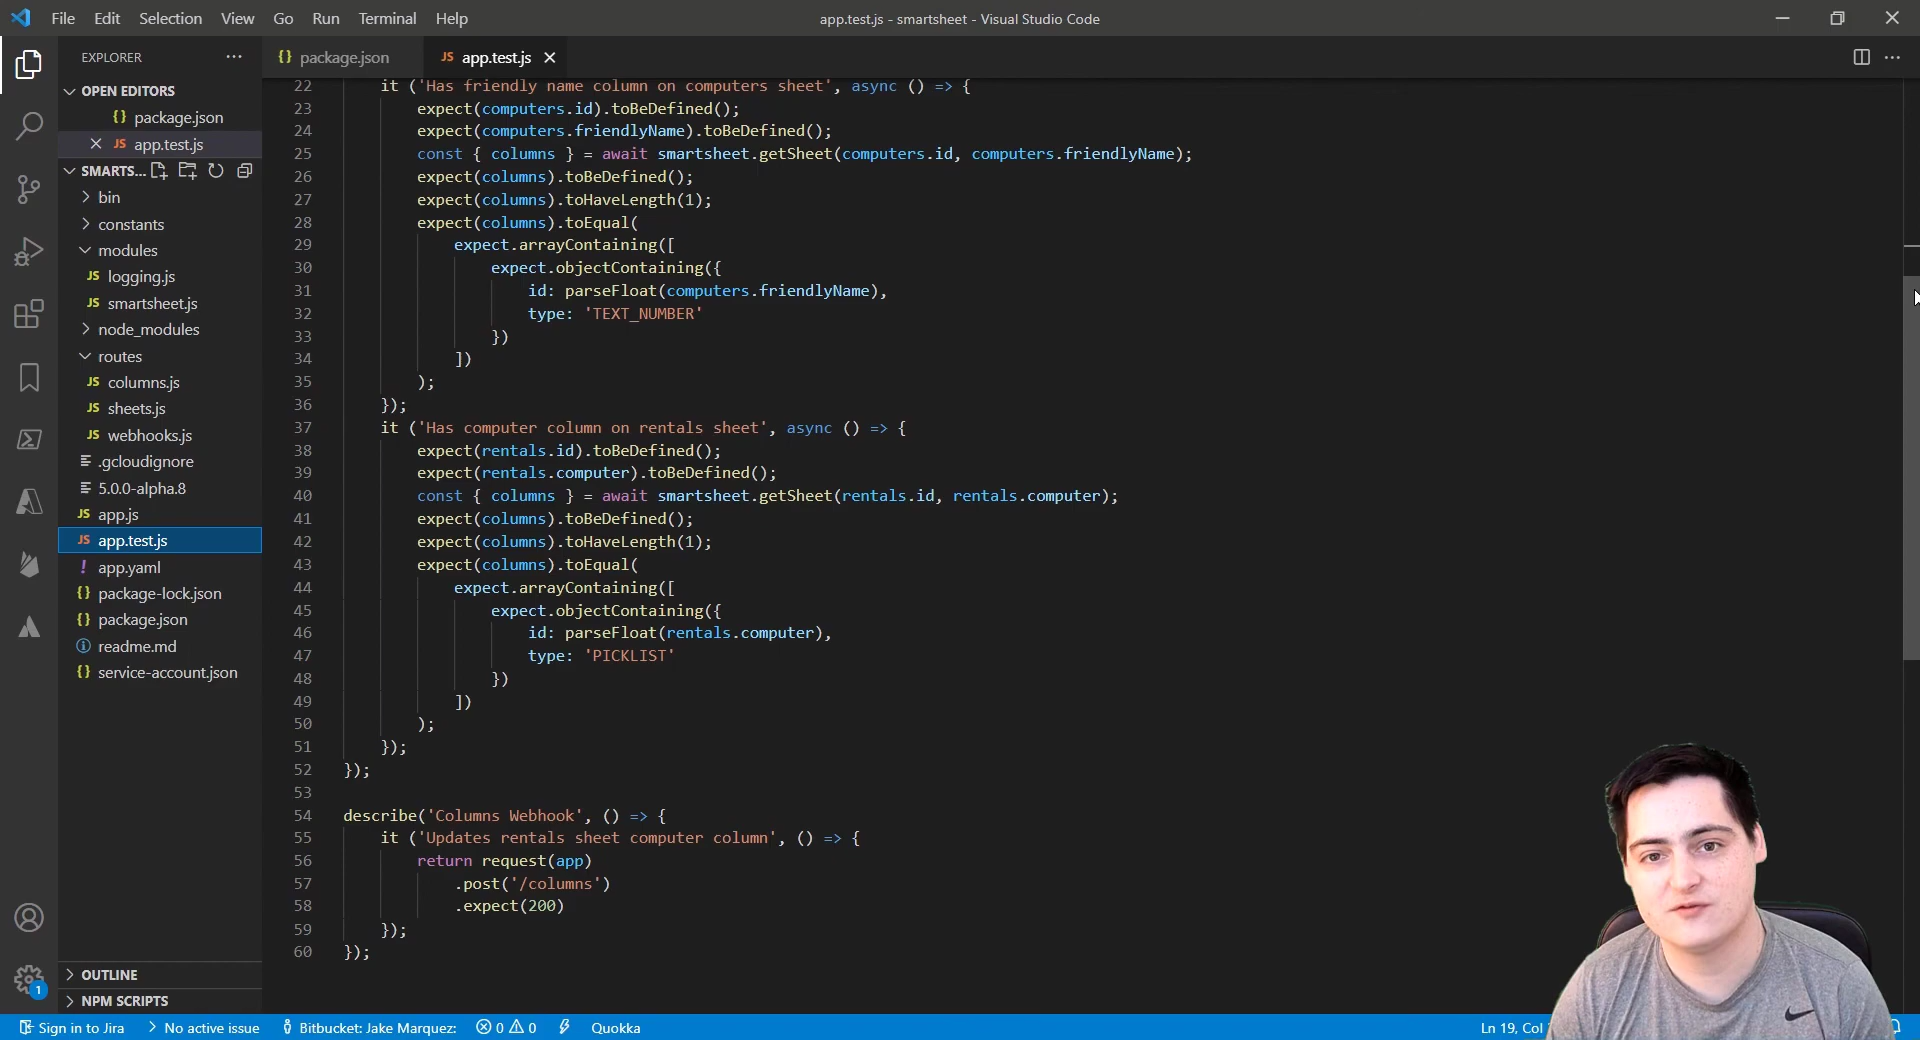 File Edit Selection View Go Run Terminal Help
app.test.js - smartsheet - Visual Studio Code
EXPLORER
package.json
app.test.js
OPEN EDITORS
package.json
app.test.js
SMARTS...
bin
constants
modules
logging.js
smartsheet.js
node_modules
routes
columns.js
sheets.js
webhooks.js
.gcloudignore
5.0.0-alpha.8
app.js
app.test.js
app.yaml
package-lock.json
package.json
readme.md
service-account.json
OUTLINE
NPM SCRIPTS
22 it ('Has friendly name column on computers sheet', async () => {
23 expect(computers.id).toBeDefined();
24 expect(computers.friendlyName).toBeDefined();
25 const { columns } = await smartsheet.getSheet(computers.id, computers.friendlyName);
26 expect(columns).toBeDefined();
27 expect(columns).toHaveLength(1);
28 expect(columns).toEqual(
29 expect.arrayContaining([
30 expect.objectContaining({
31 id: parseFloat(computers.friendlyName),
32 type: 'TEXT_NUMBER'
33 })
34 ])
35 );
36 });
37 it ('Has computer column on rentals sheet', async () => {
38 expect(rentals.id).toBeDefined();
39 expect(rentals.computer).toBeDefined();
40 const { columns } = await smartsheet.getSheet(rentals.id, rentals.computer);
41 expect(columns).toBeDefined();
42 expect(columns).toHaveLength(1);
43 expect(columns).toEqual(
44 expect.arrayContaining([
45 expect.objectContaining({
46 id: parseFloat(rentals.computer),
47 type: 'PICKLIST'
48 })
49 ])
50 );
51 });
52 });
53
54 describe('Columns Webhook', () => {
55 it ('Updates rentals sheet computer column', () => {
56 return request(app)
57 .post('/columns')
58 .expect(200)
59 });
60 });
1
Sign in to Jira No active issue Bitbucket: Jake Marquez: 0 0 Quokka Ln 19, Col